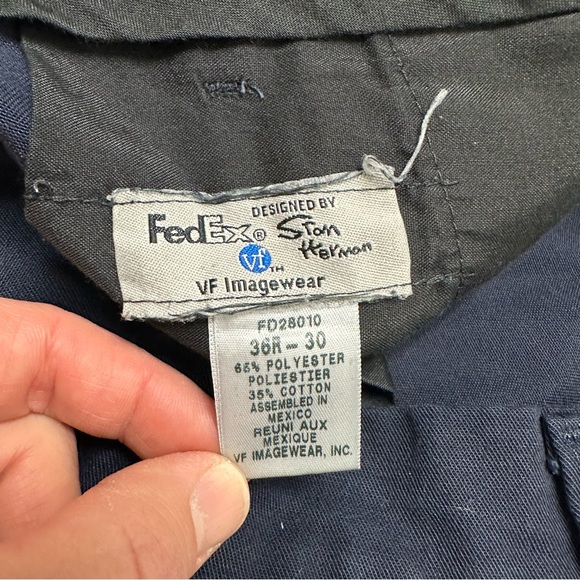 DESIGNED BY
FedEx® Stan
Herman
vf TM
VF Imagewear
FD28010
36R-30
65% POLYESTER
POLIESTIER
35% COTTON
ASSEMBLED IN
MEXICO
REUNI AUX
MEXIQUE
VF IMAGEWEAR, INC.